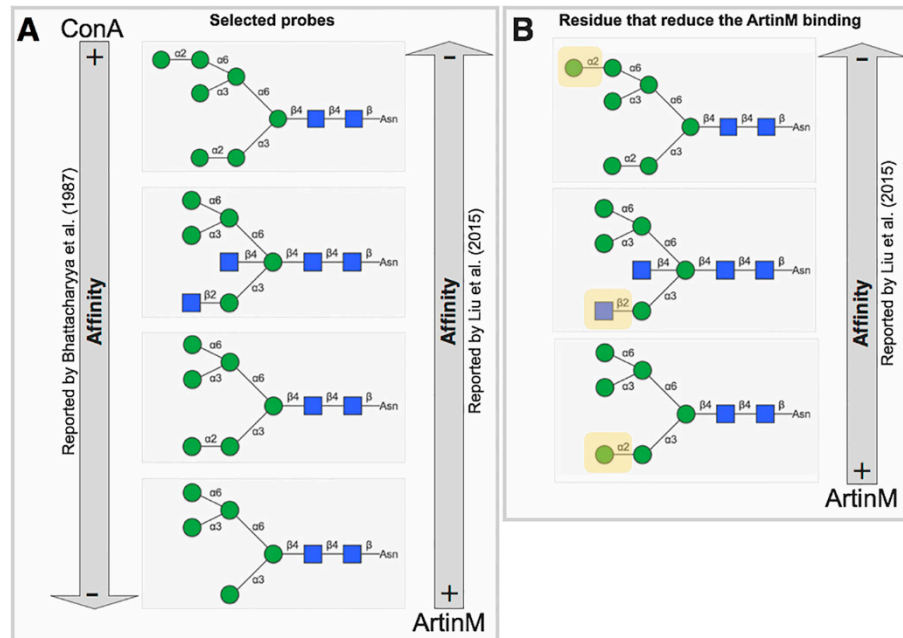 A
Selected probes
ConA
+
-
Reported by Bhattacharya et al. (1987)
Affinity
-
+
ArtinM
Affinity
Reported by Liu et al. (2015)
α2
α6
α3
α6
β4
β4
β
Asn
α2
α3
α6
α3
α6
β4
β4
β4
β
Asn
β2
α3
α6
α3
α6
β4
β4
β
Asn
α2
α3
α6
α3
α6
β4
β4
β
Asn
α3
B
Residue that reduce the ArtinM binding
-
α2
α6
α3
α6
β4
β4
β
Asn
α2
α3
α6
α3
α6
β4
β4
β4
β
Asn
β2
α3
α6
α3
α6
β4
β4
β
Asn
α2
α3
Affinity
Reported by Liu et al. (2015)
+
ArtinM